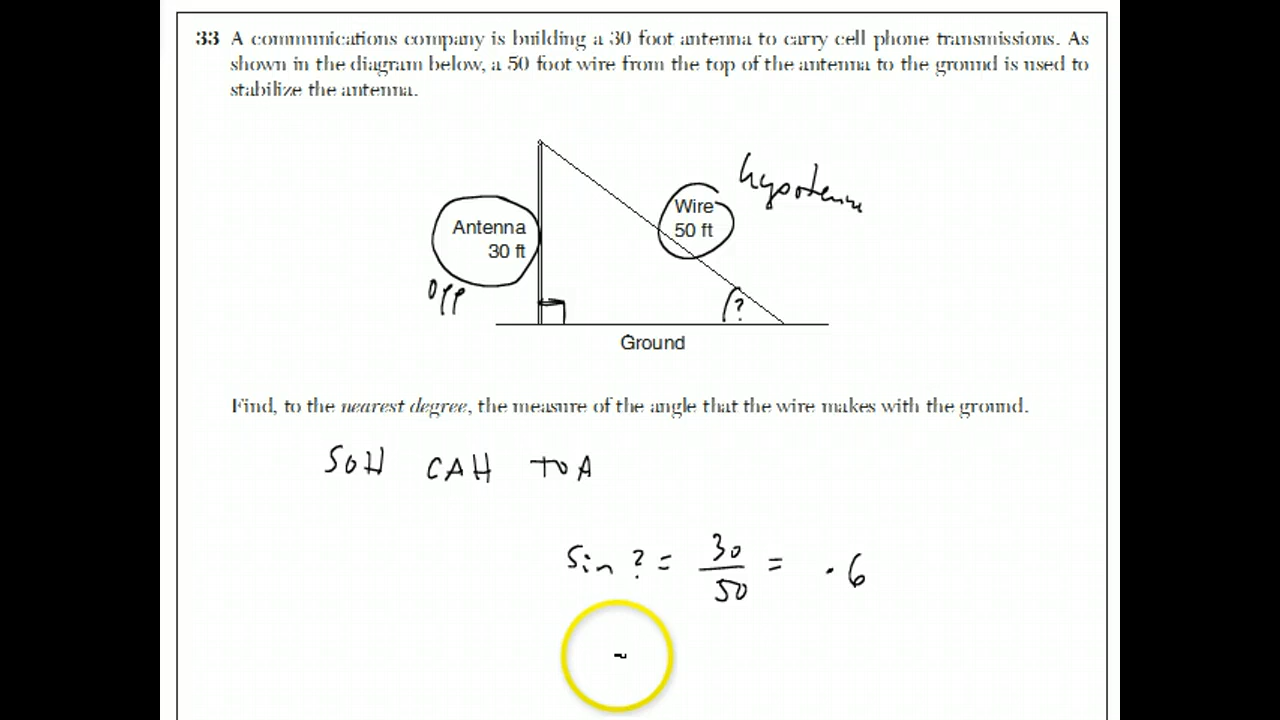 33 A communications company is building a 30 foot antenna to carry cell phone transmissions. As
shown in the diagram below, a 50 foot wire from the top of the antenna to the ground is used to
stabilize the antenna.
hypotenuse
Wire
50 ft
Antenna
30 ft
opp
?
Ground
Find, to the nearest degree, the measure of the angle that the wire makes with the ground.
SOH CAH TOA
Sin ? = 30/50 = .6